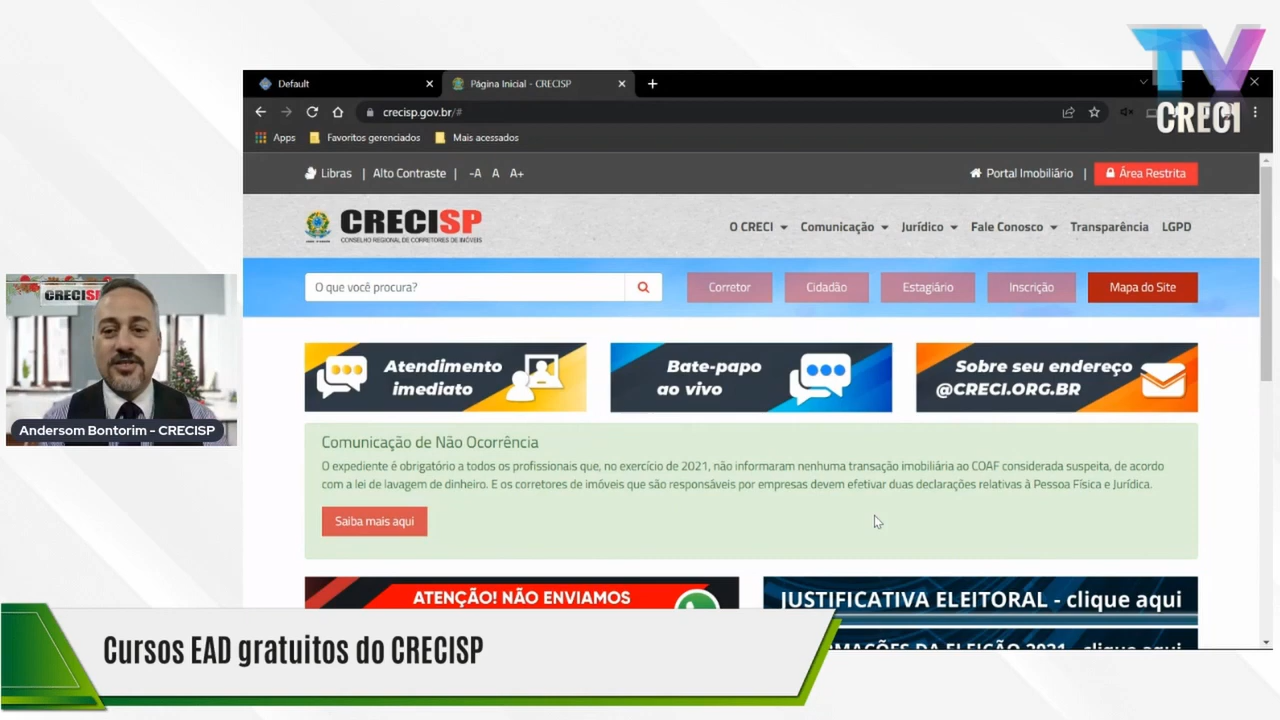 TV
CRECI
Default
Página Inicial - CRECISP
crecisp.gov.br/#
Apps
Favoritos gerenciados
Mais acessados
Libras | Alto Contraste | -A A A+
Portal Imobiliário | Área Restrita
CRECISP
CONSELHO REGIONAL DE CORRETORES DE IMÓVEIS
O CRECI Comunicação Jurídico Fale Conosco Transparência LGPD
O que você procura?
Corretor Cidadão Estagiário Inscrição Mapa do Site
Atendimento
imediato
Bate-papo
ao vivo
Sobre seu endereço
@CRECI.ORG.BR
Comunicação de Não Ocorrência
O expediente é obrigatório a todos os profissionais que, no exercício de 2021, não informaram nenhuma transação imobiliária ao COAF considerada suspeita, de acordo
com a lei de lavagem de dinheiro. E os corretores de imóveis que são responsáveis por empresas devem efetivar duas declarações relativas à Pessoa Física e Jurídica.
Saiba mais aqui
ATENÇÃO! NÃO ENVIAMOS
JUSTIFICATIVA ELEITORAL - clique aqui
DA ELEIÇÃO 2021 - clique aqui
CRECIS
Andersom Bontorim - CRECISP
Cursos EAD gratuitos do CRECISP